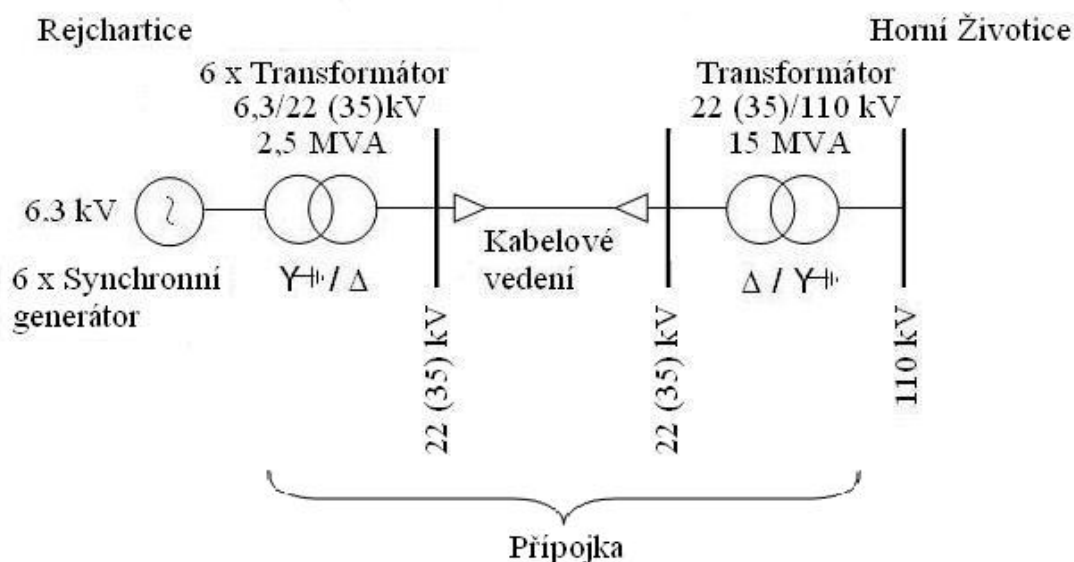 Rejchartice
Horní Životice
6 x Transformátor
6,3/22 (35)kV
2,5 MVA
Transformátor
22 (35)/110 kV
15 MVA
6.3 kV
Kabelové
vedení
6 x Synchronní
generátor
Y / Δ
Δ / Y
22 (35) kV
22 (35) kV
110 kV
Přípojka